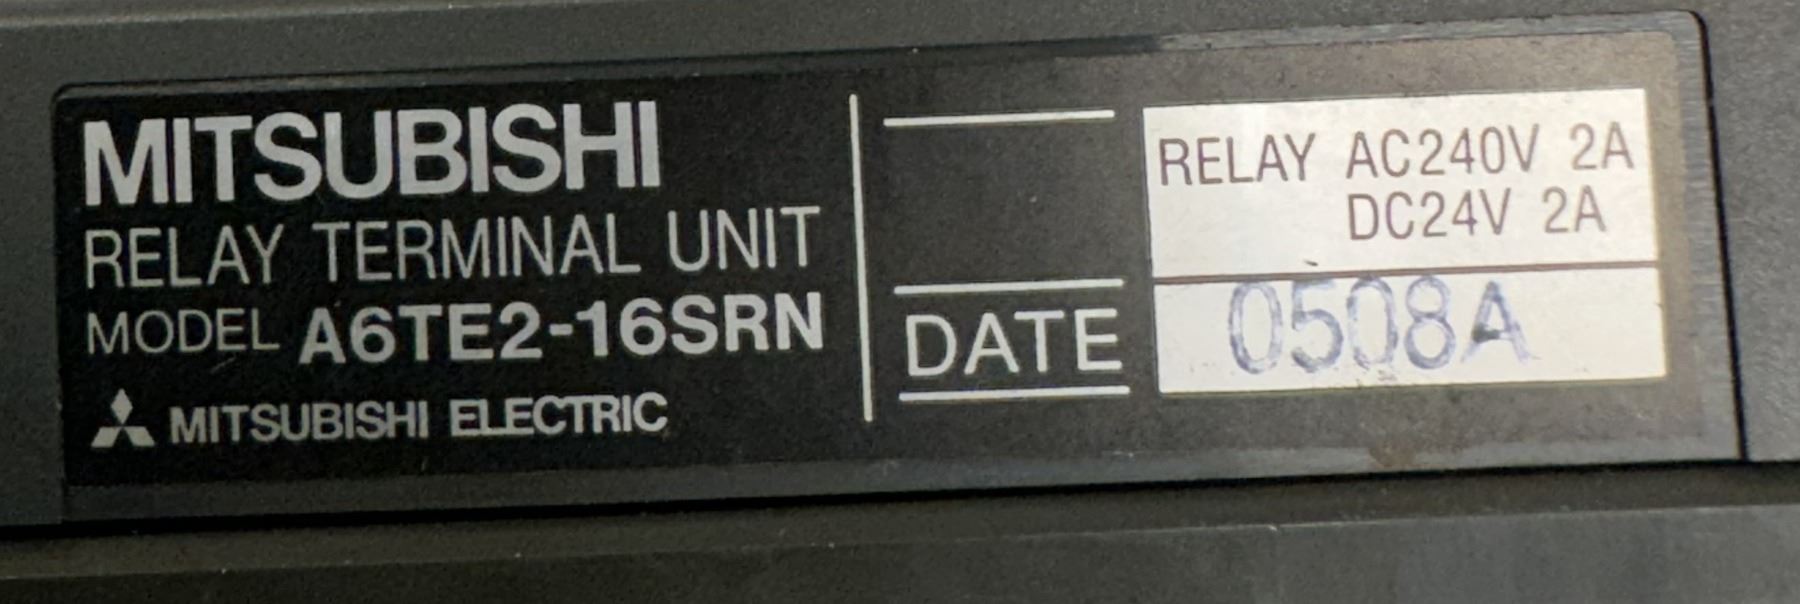 MITSUBISHI
RELAY TERMINAL UNIT
MODEL A6TE2-16SRN
MITSUBISHI ELECTRIC
RELAY AC240V 2A
DC24V 2A
DATE 0508A